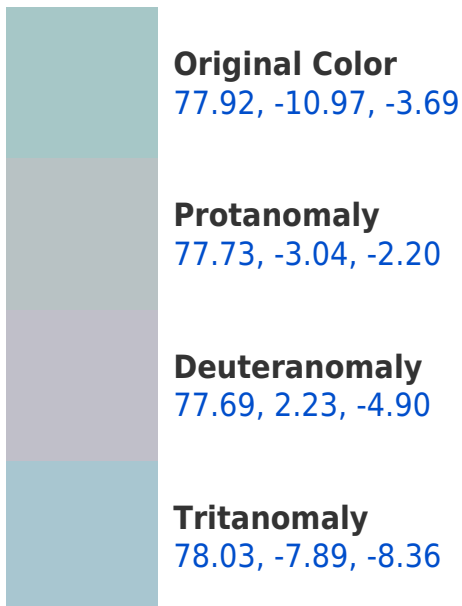 Original Color
77.92, -10.97, -3.69
Protanomaly
77.73, -3.04, -2.20
Deuteranomaly
77.69, 2.23, -4.90
Tritanomaly
78.03, -7.89, -8.36